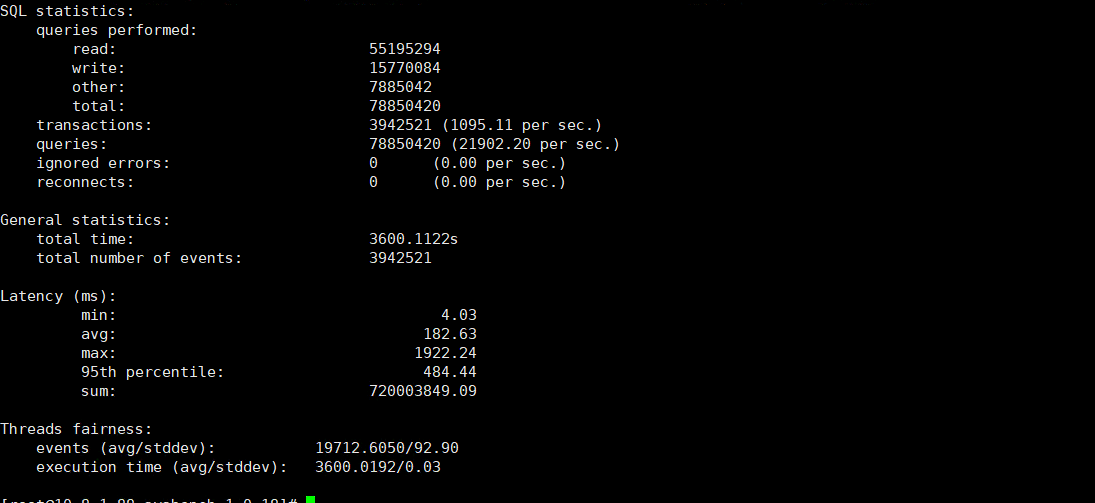 SQL statistics:
queries performed:
read: 55195294
write: 15770084
other: 7885042
total: 78850420
transactions: 3942521 (1095.11 per sec.)
queries: 78850420 (21902.20 per sec.)
ignored errors: 0 (0.00 per sec.)
reconnects: 0 (0.00 per sec.)
General statistics:
total time: 3600.1122s
total number of events: 3942521
Latency (ms):
min: 4.03
avg: 182.63
max: 1922.24
95th percentile: 484.44
sum: 720003849.09
Threads fairness:
events (avg/stddev): 19712.6050/92.90
execution time (avg/stddev): 3600.0192/0.03